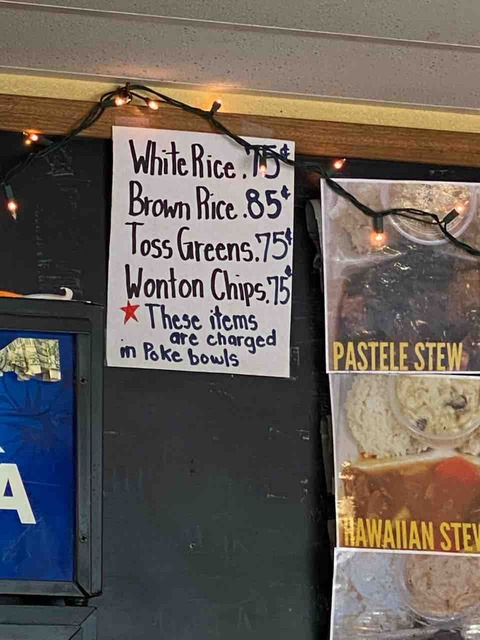 White Rice .75¢
Brown Rice .85¢
Toss Greens .75¢
Wonton Chips .75¢
★ These items
are charged
in Poke bowls
PASTELE STEW
HAWAIIAN STEW
A